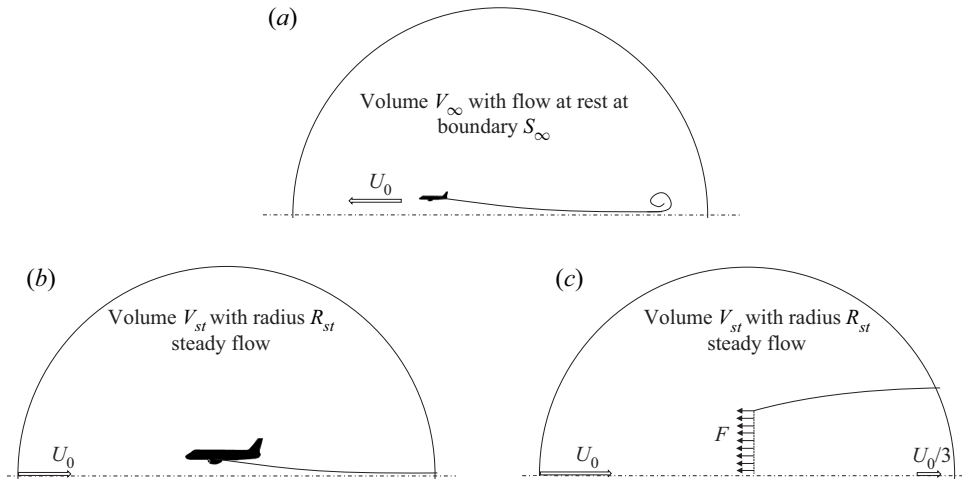 (a)
Volume V∞ with flow at rest at
boundary S∞
U0
(b)
Volume Vst with radius Rst
steady flow
U0
(c)
Volume Vst with radius Rst
steady flow
F
U0
U0/3